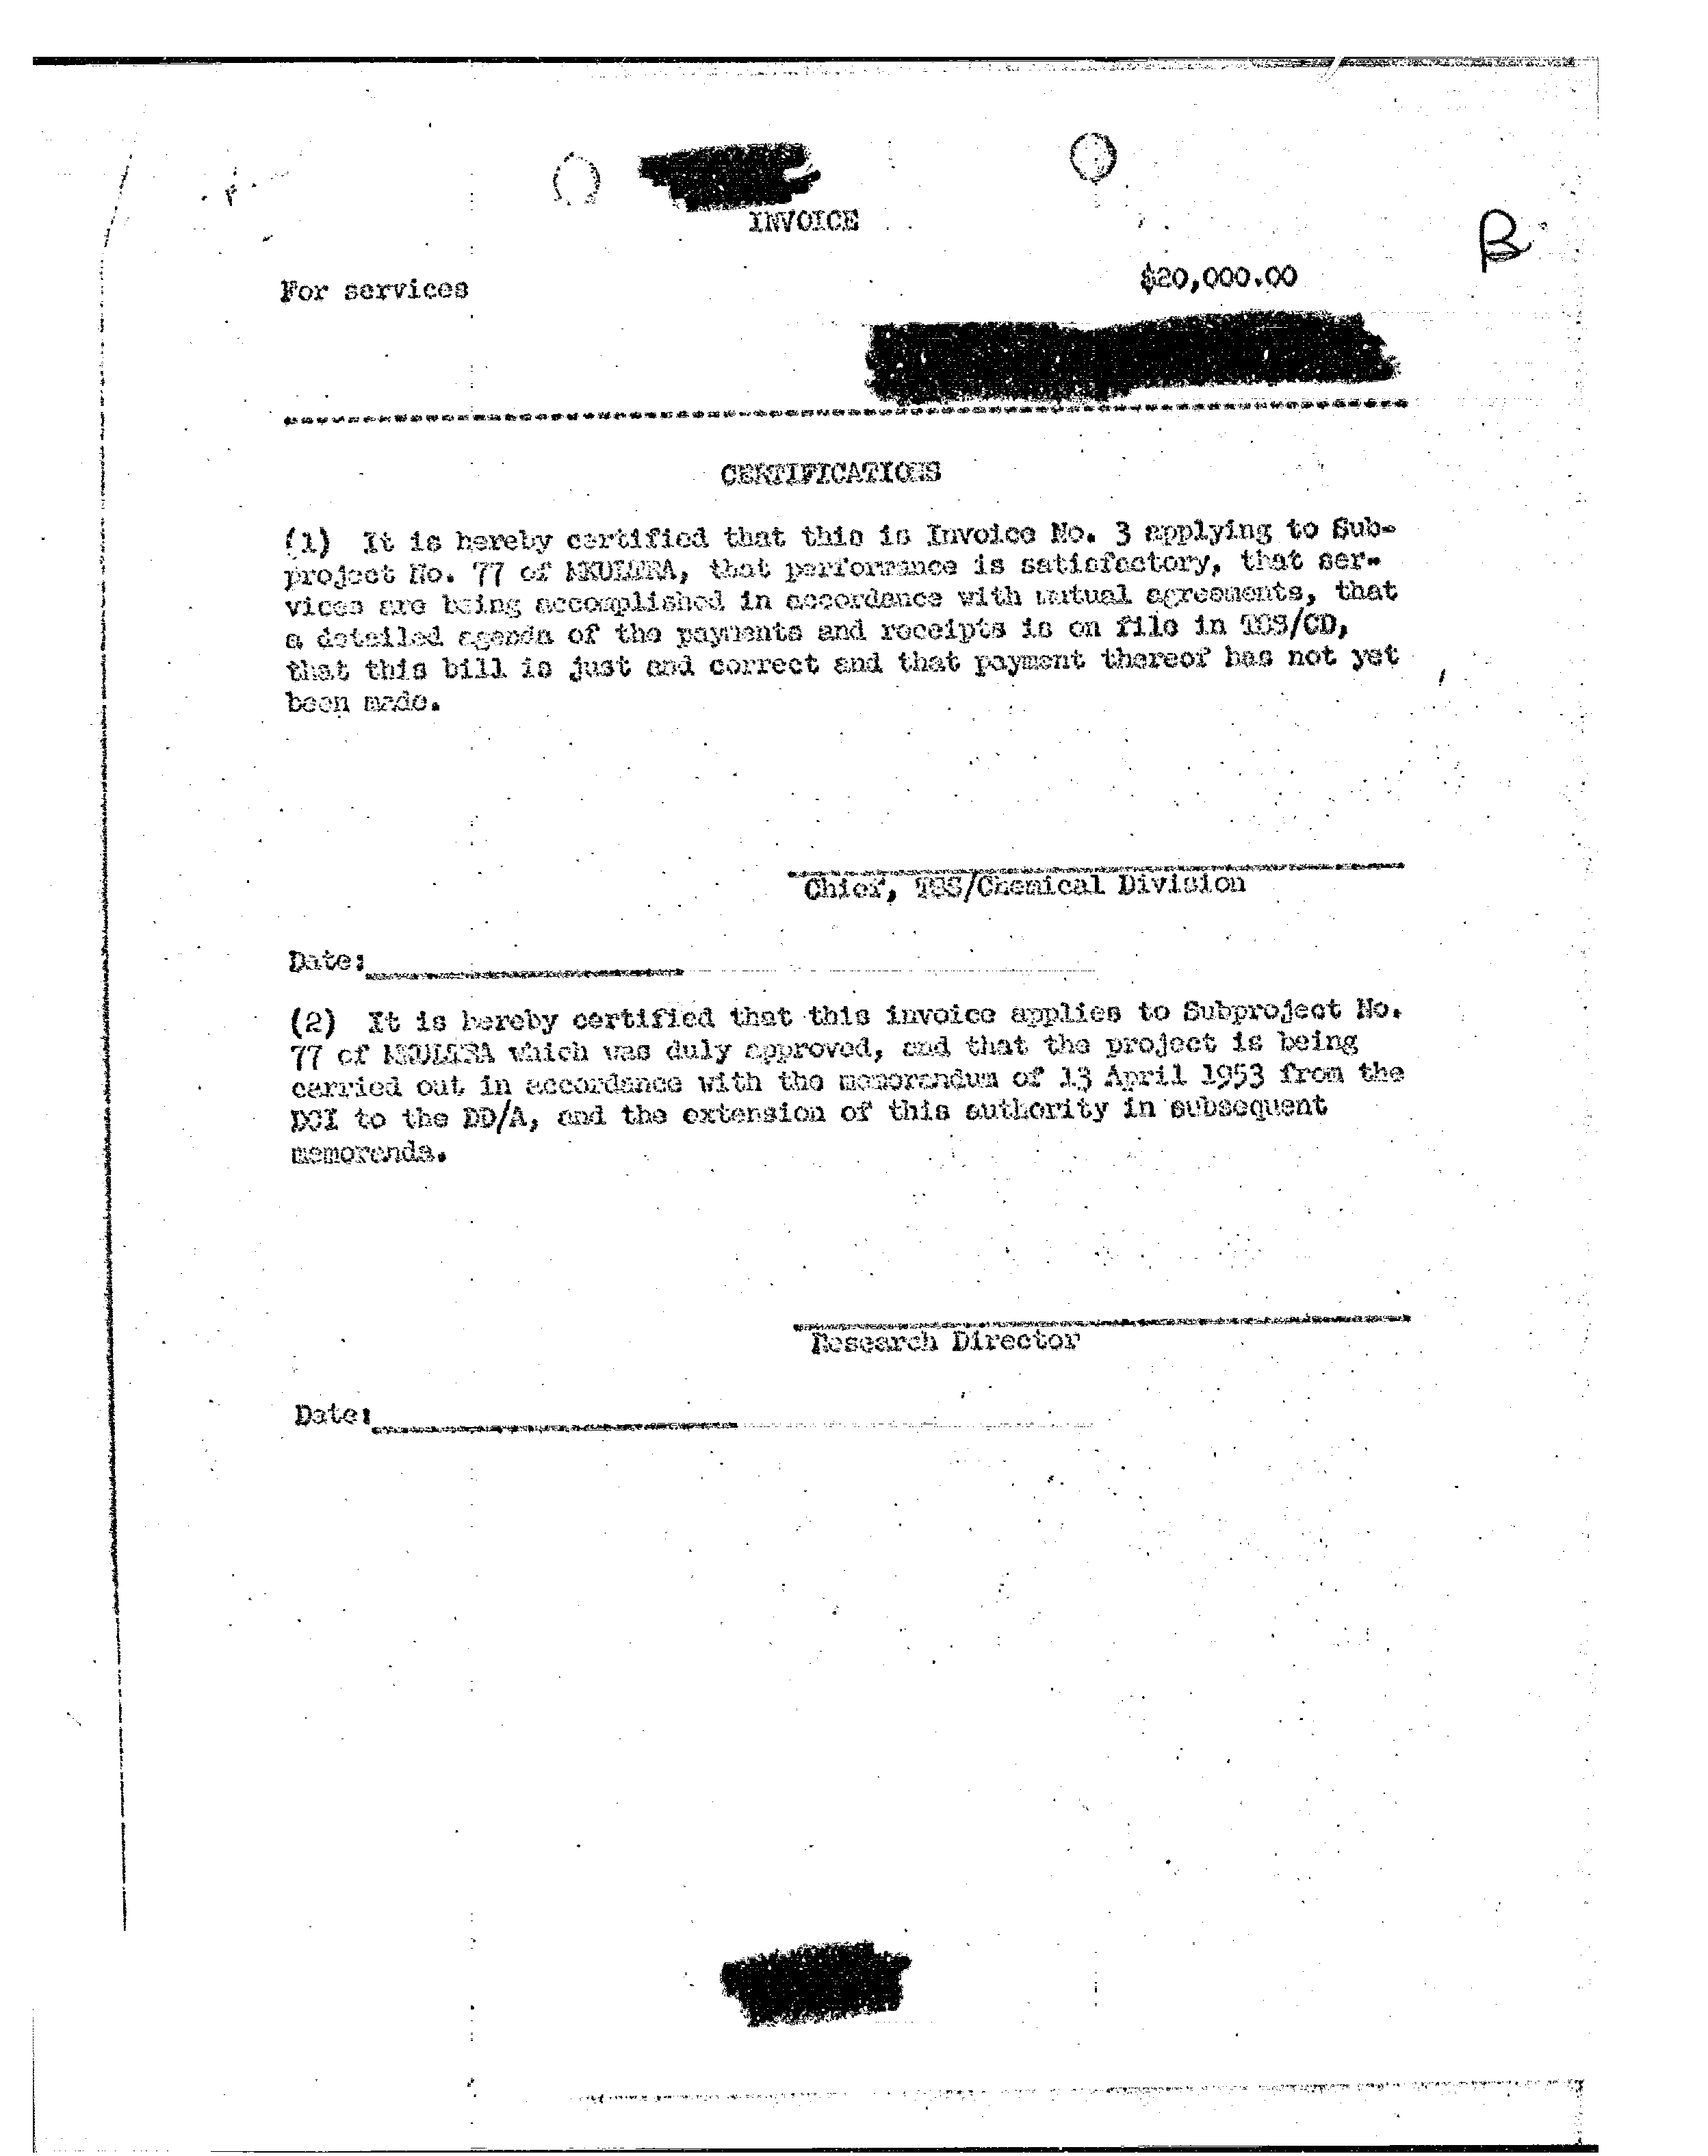 INVOICE
B
For services $20,000.00
CERTIFICATIONS
(1) It is hereby certified that this is Invoice No. 3 applying to Sub-
project No. 77 of MKULTRA, that performance is satisfactory, that ser-
vices are being accomplished in accordance with mutual agreements, that
a detailed agenda of the payments and receipts is on file in TSS/CD,
that this bill is just and correct and that payment thereof has not yet
been made.
Chief, TSS/Chemical Division
Date:
(2) It is hereby certified that this invoice applies to Subproject No.
77 of MKULTRA which was duly approved, and that the project is being
carried out in accordance with the memorandum of 13 April 1953 from the
DCI to the DD/A, and the extension of this authority in subsequent
memoranda.
Research Director
Date: